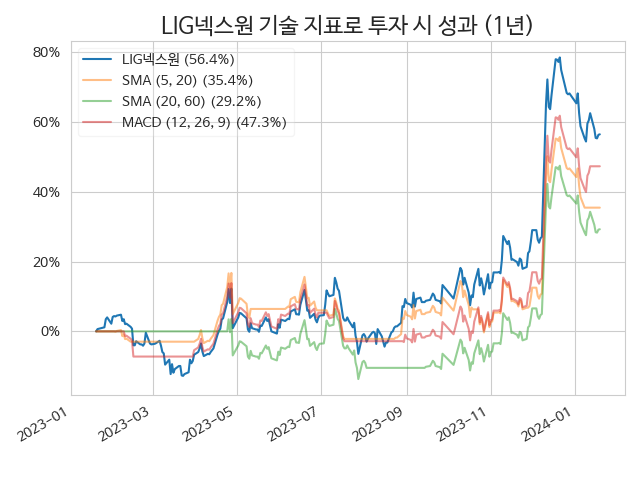 LIG넥스원 기술 지표로 투자 시 성과 (1년)
80%
60%
40%
20%
0%
LIG넥스원 (56.4%)
SMA (5, 20) (35.4%)
SMA (20, 60) (29.2%)
MACD (12, 26, 9) (47.3%)
2023-01
2023-03
2023-05
2023-07
2023-09
2023-11
2024-01